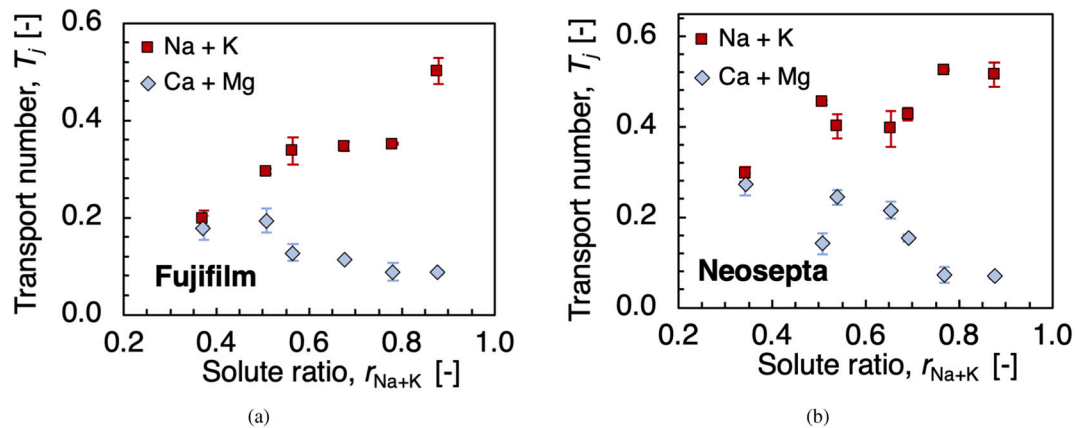 Transport number, Tj [-]
0.6
0.4
0.2
0.0
Na + K
Ca + Mg
Fujifilm
0.2 0.4 0.6 0.8 1.0
Solute ratio, rNa+K [-]
(a)
Transport number, Tj [-]
0.6
0.4
0.2
0.0
Na + K
Ca + Mg
Neosepta
0.2 0.4 0.6 0.8 1.0
Solute ratio, rNa+K [-]
(b)